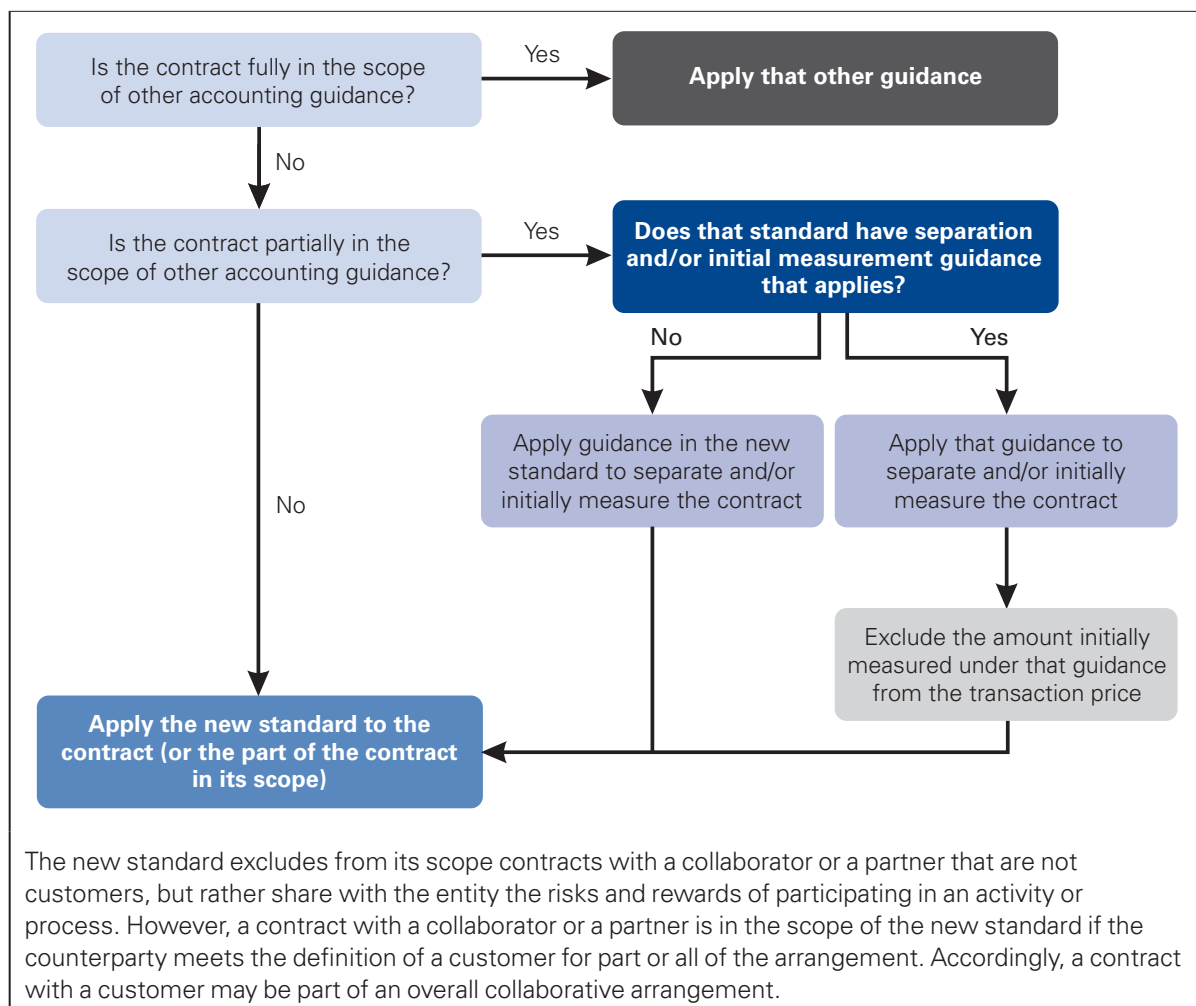 Is the contract fully in the scope
of other accounting guidance?
Yes
Apply that other guidance
No
Is the contract partially in the
scope of other accounting guidance?
Yes
Does that standard have separation
and/or initial measurement guidance
that applies?
No
Yes
Apply guidance in the new
standard to separate and/or
initially measure the contract
Apply that guidance to
separate and/or initially
measure the contract
No
Exclude the amount initially
measured under that guidance
from the transaction price
Apply the new standard to the
contract (or the part of the contract
in its scope)
The new standard excludes from its scope contracts with a collaborator or a partner that are not
customers, but rather share with the entity the risks and rewards of participating in an activity or
process. However, a contract with a collaborator or a partner is in the scope of the new standard if the
counterparty meets the definition of a customer for part or all of the arrangement. Accordingly, a contract
with a customer may be part of an overall collaborative arrangement.